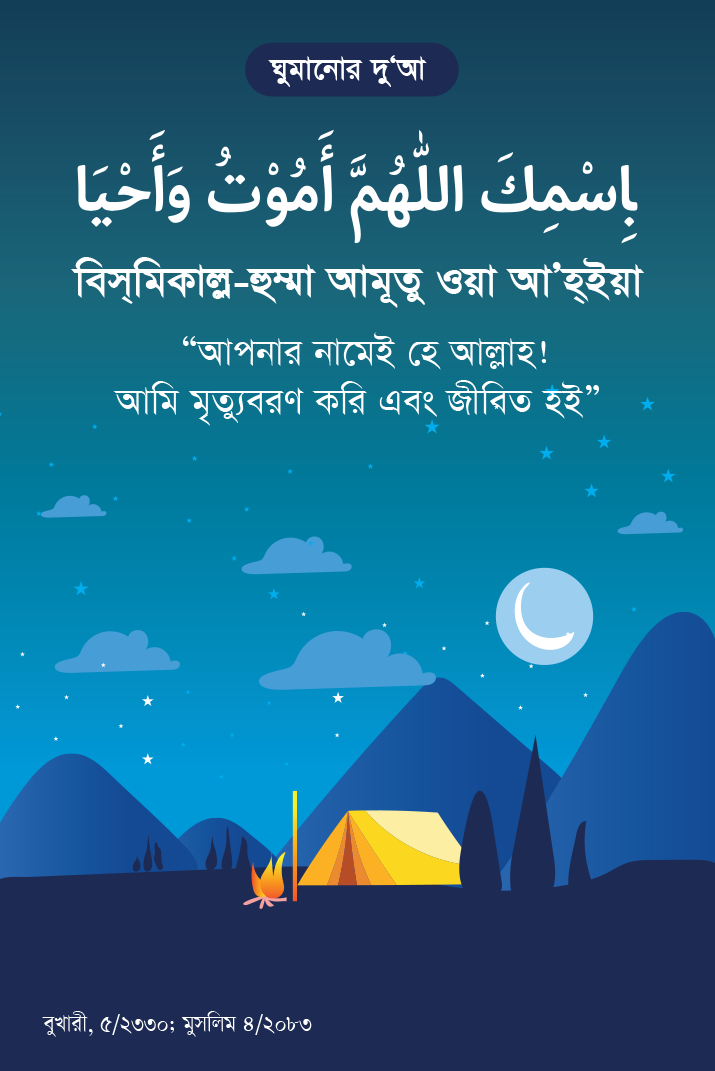 ঘুমানোর দু‘আ
بِاسْمِكَ اللّٰهُمَّ أَمُوْتُ وَأَحْيَا
বিস্‌মিকাল্ল-হুম্মা আমূতু ওয়া আ’হ্‌ইয়া
“আপনার নামেই হে আল্লাহ!
আমি মৃত্যুবরণ করি এবং জীবিত হই”
বুখারী, ৫/২৩৩০; মুসলিম ৪/২০৮৩